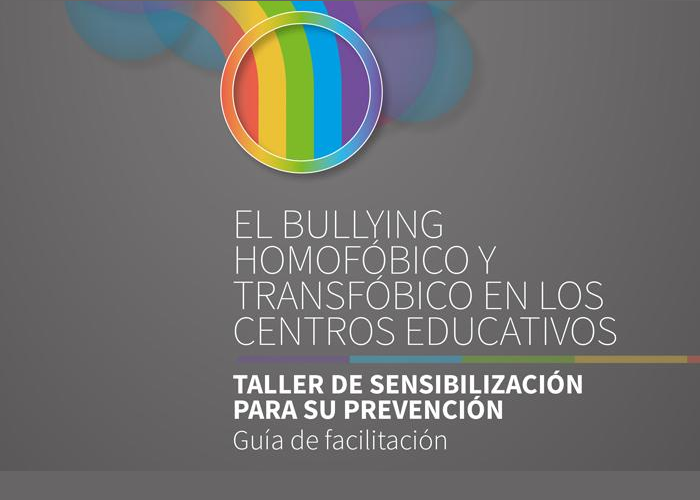 EL BULLYING
HOMOFÓBICO Y
TRANSFÓBICO EN LOS
CENTROS EDUCATIVOS
TALLER DE SENSIBILIZACIÓN
PARA SU PREVENCIÓN
Guía de facilitación